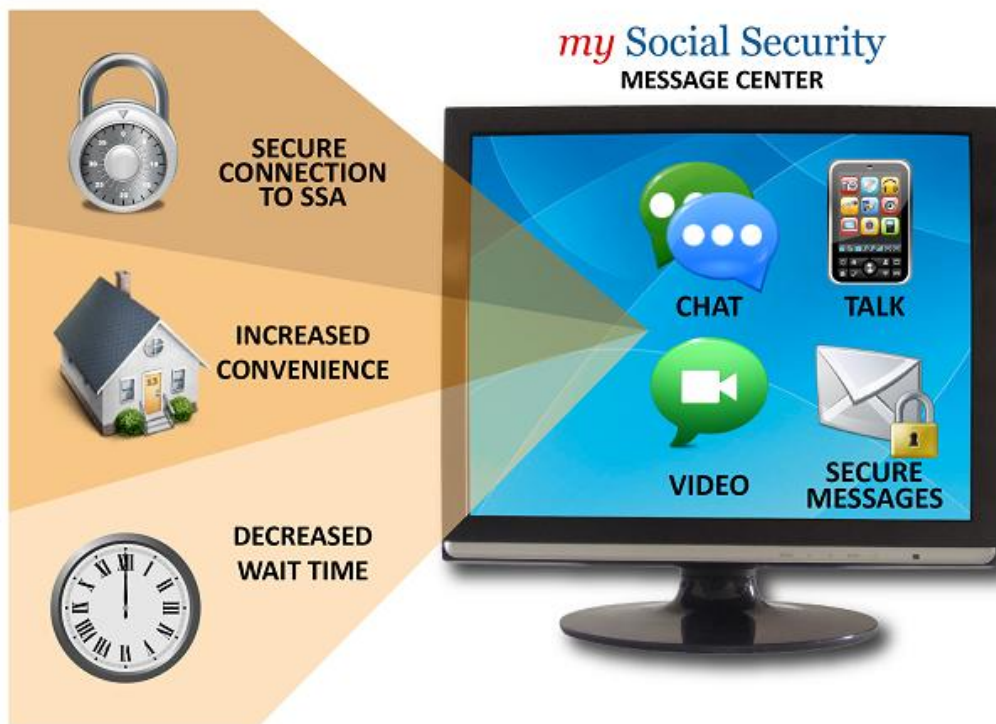 my Social Security
MESSAGE CENTER
SECURE
CONNECTION
TO SSA
INCREASED
CONVENIENCE
DECREASED
WAIT TIME
CHAT
TALK
VIDEO
SECURE
MESSAGES